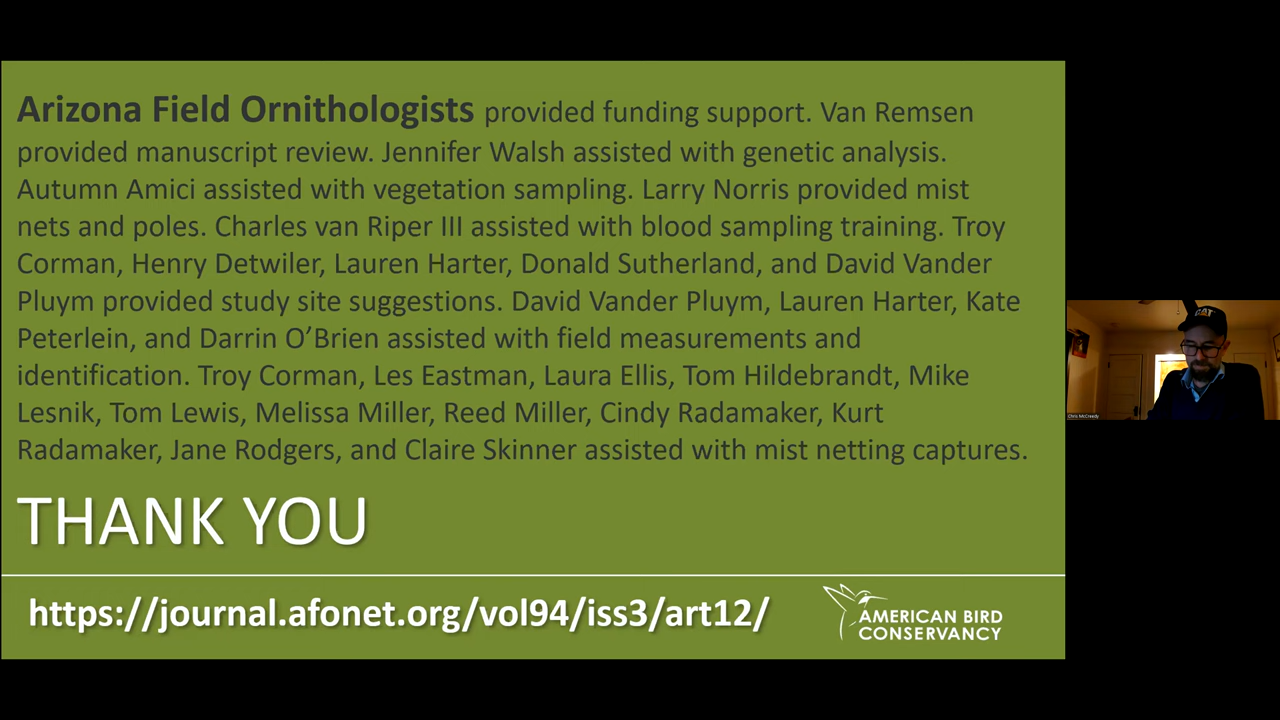 Arizona Field Ornithologists provided funding support. Van Remsen
provided manuscript review. Jennifer Walsh assisted with genetic analysis.
Autumn Amici assisted with vegetation sampling. Larry Norris provided mist
nets and poles. Charles van Riper III assisted with blood sampling training. Troy
Corman, Henry Detwiler, Lauren Harter, Donald Sutherland, and David Vander
Pluym provided study site suggestions. David Vander Pluym, Lauren Harter, Kate
Peterlein, and Darrin O’Brien assisted with field measurements and
identification. Troy Corman, Les Eastman, Laura Ellis, Tom Hildebrandt, Mike
Lesnik, Tom Lewis, Melissa Miller, Reed Miller, Cindy Radamaker, Kurt
Radamaker, Jane Rodgers, and Claire Skinner assisted with mist netting captures.
THANK YOU
https://journal.afonet.org/vol94/iss3/art12/
AMERICAN BIRD
CONSERVANCY
CAT
Chris McCreedy